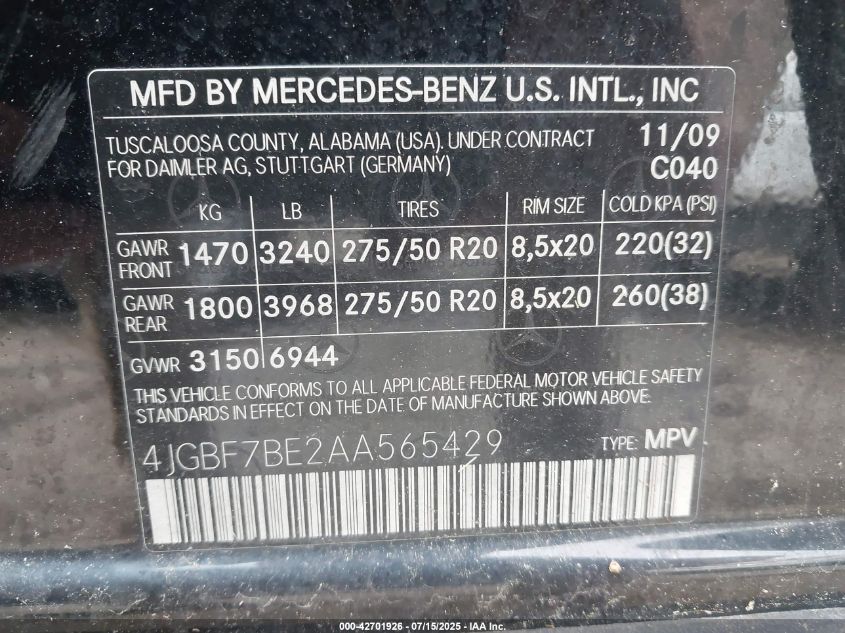 MFD BY MERCEDES-BENZ U.S. INTL., INC
TUSCALOOSA COUNTY, ALABAMA (USA). UNDER CONTRACT 11/09
FOR DAIMLER AG, STUTTGART (GERMANY) C040
KG LB TIRES RIM SIZE COLD KPA (PSI)
GAWR FRONT 1470 3240 275/50 R20 8,5x20 220(32)
GAWR REAR 1800 3968 275/50 R20 8,5x20 260(38)
GVWR 3150 6944
THIS VEHICLE CONFORMS TO ALL APPLICABLE FEDERAL MOTOR VEHICLE SAFETY
STANDARDS IN EFFECT ON THE DATE OF MANUFACTURE SHOWN ABOVE.
4JGBF7BE2AA565429 TYPE: MPV
000-42701926 - 07/15/2025 - IAA Inc.